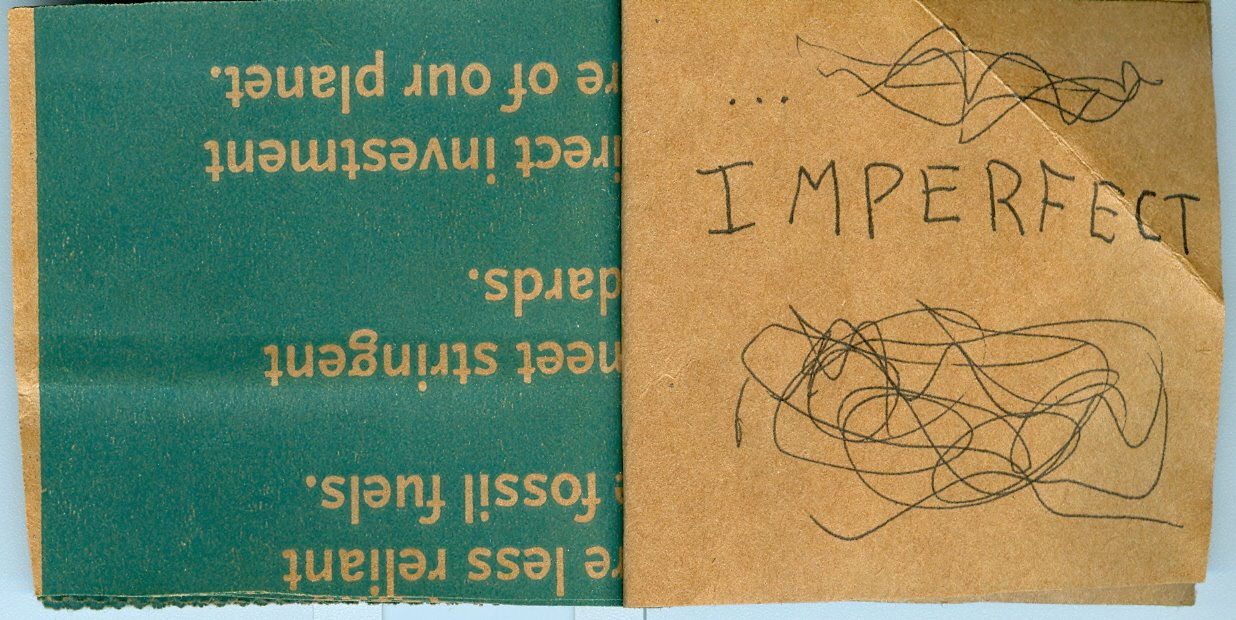 re less reliant
e fossil fuels.
meet stringent
dards.
irect investment
re of our planet.
...
IMPERFECT